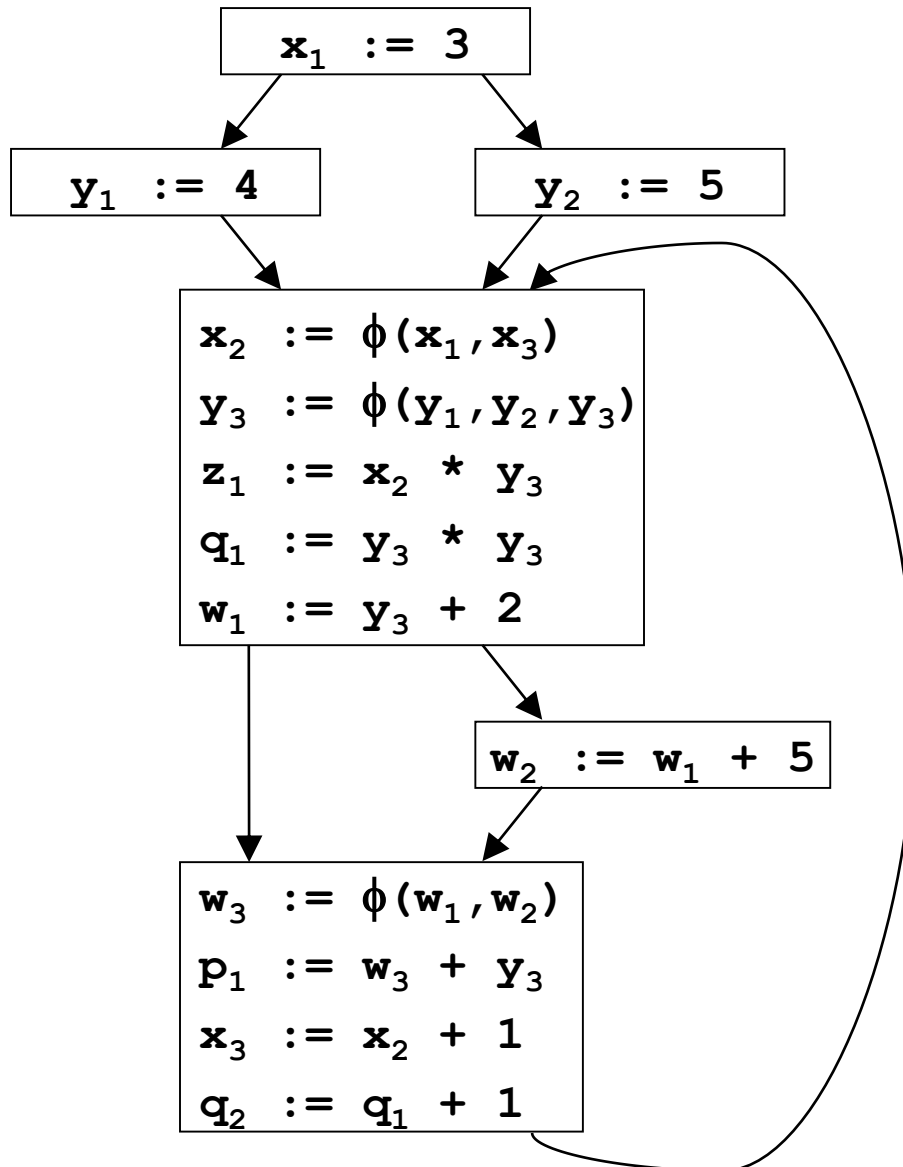 x₁ := 3
y₁ := 4
y₂ := 5
x₂ := ϕ(x₁,x₃)
y₃ := ϕ(y₁,y₂,y₃)
z₁ := x₂ * y₃
q₁ := y₃ * y₃
w₁ := y₃ + 2
w₂ := w₁ + 5
w₃ := ϕ(w₁,w₂)
p₁ := w₃ + y₃
x₃ := x₂ + 1
q₂ := q₁ + 1